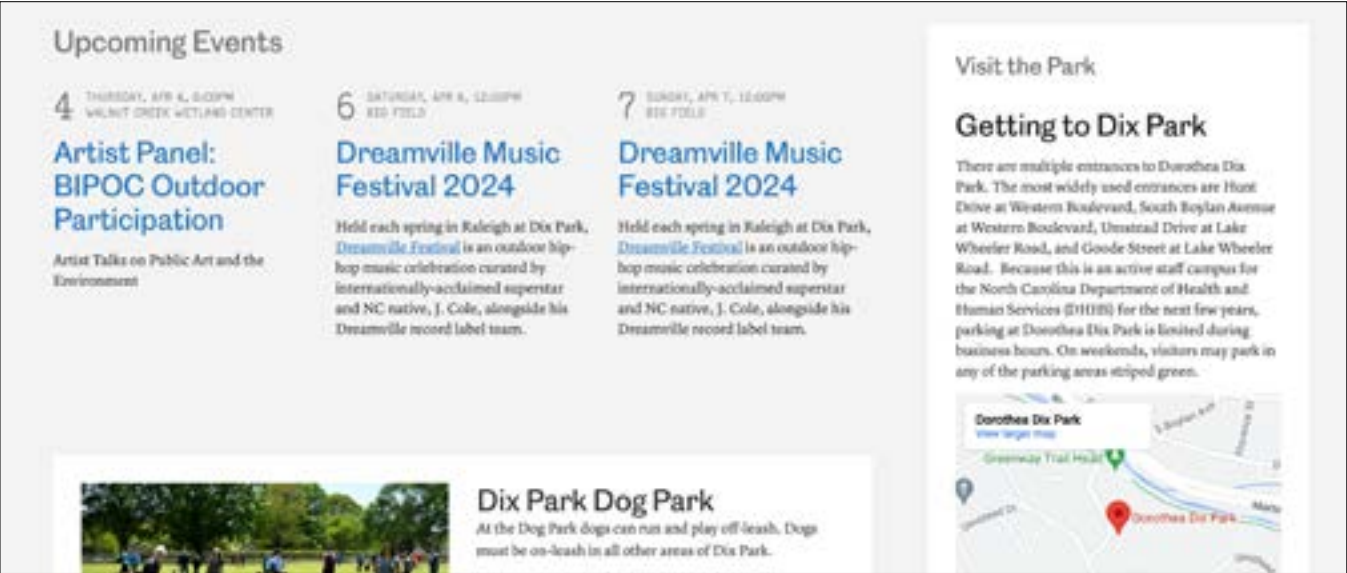 Upcoming Events
4
THURSDAY, APR 4, 6:00PM
WALNUT CREEK WETLAND CENTER
Artist Panel:
BIPOC Outdoor
Participation
Artist Talks on Public Art and the
Environment
6
SATURDAY, APR 6, 12:00PM
BIG FIELD
Dreamville Music
Festival 2024
Held each spring in Raleigh at Dix Park,
Dreamville Festival is an outdoor hip-
hop music celebration curated by
internationally-acclaimed superstar
and NC native, J. Cole, alongside his
Dreamville record label team.
7
SUNDAY, APR 7, 12:00PM
BIG FIELD
Dreamville Music
Festival 2024
Held each spring in Raleigh at Dix Park,
Dreamville Festival is an outdoor hip-
hop music celebration curated by
internationally-acclaimed superstar
and NC native, J. Cole, alongside his
Dreamville record label team.
Dix Park Dog Park
At the Dog Park dogs can run and play off-leash. Dogs
must be on-leash in all other areas of Dix Park.
Visit the Park
Getting to Dix Park
There are multiple entrances to Dorothea Dix
Park. The most widely used entrances are Hunt
Drive at Western Boulevard, South Boylan Avenue
at Western Boulevard, Umstead Drive at Lake
Wheeler Road, and Goode Street at Lake Wheeler
Road. Because this is an active staff campus for
the North Carolina Department of Health and
Human Services (DHHS) for the next few years,
parking at Dorothea Dix Park is limited during
business hours. On weekends, visitors may park in
any of the parking areas striped green.
Dorothea Dix Park
View larger map
S Boylan Ave
Greenway Trail Head
Umstead Dr
Dorothea Dix Park